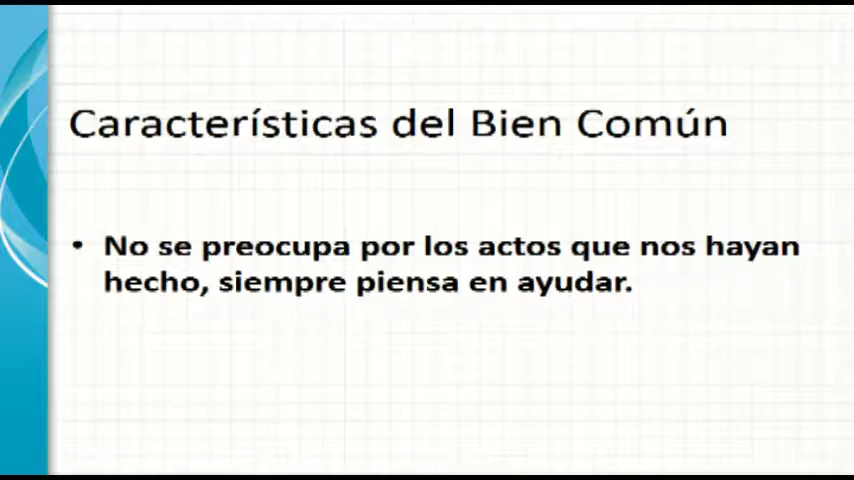 Características del Bien Común
• No se preocupa por los actos que nos hayan
hecho, siempre piensa en ayudar.